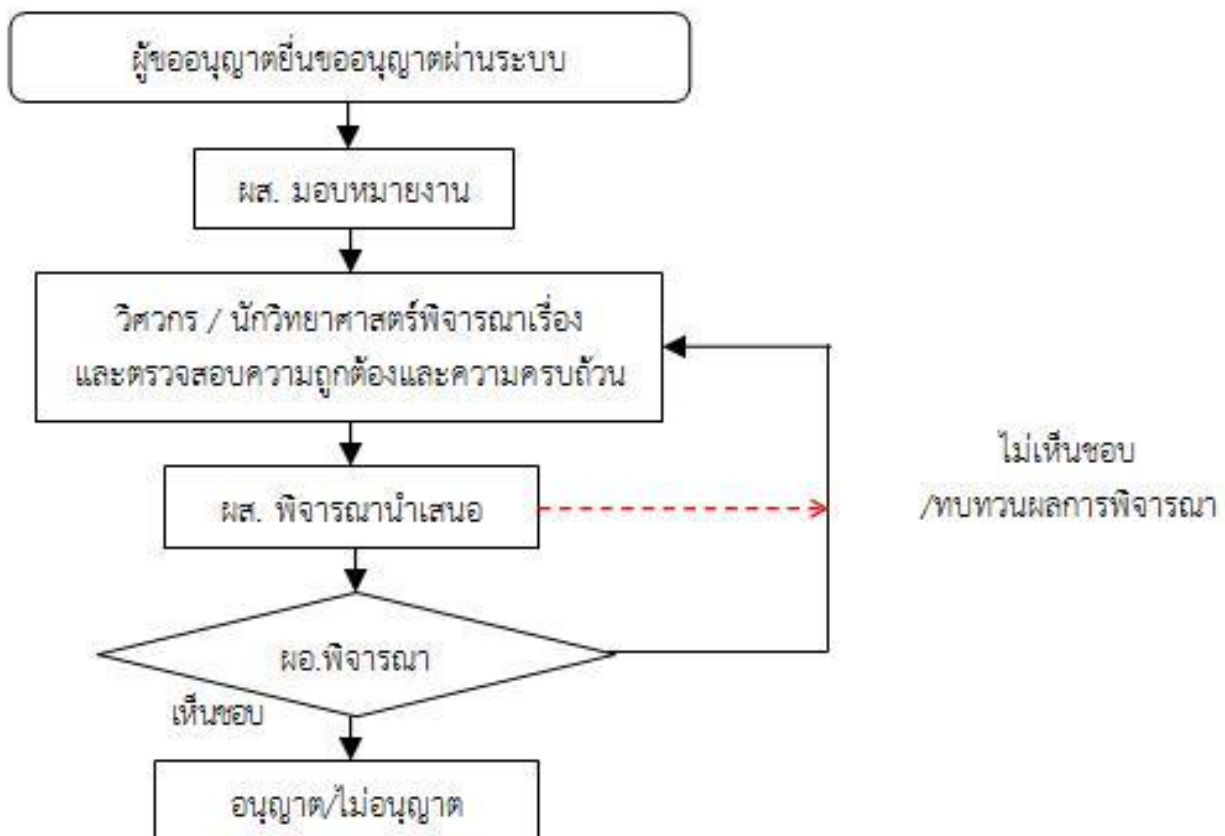 ผู้ขออนุญาตยื่นขออนุญาตผ่านระบบ
ผส. มอบหมายงาน
วิศวกร / นักวิทยาศาสตร์พิจารณาเรื่อง
และตรวจสอบความถูกต้องและความครบถ้วน
ไม่เห็นชอบ
/ทบทวนผลการพิจารณา
ผส. พิจารณานำเสนอ
ผอ.พิจารณา
เห็นชอบ
อนุญาต/ไม่อนุญาต